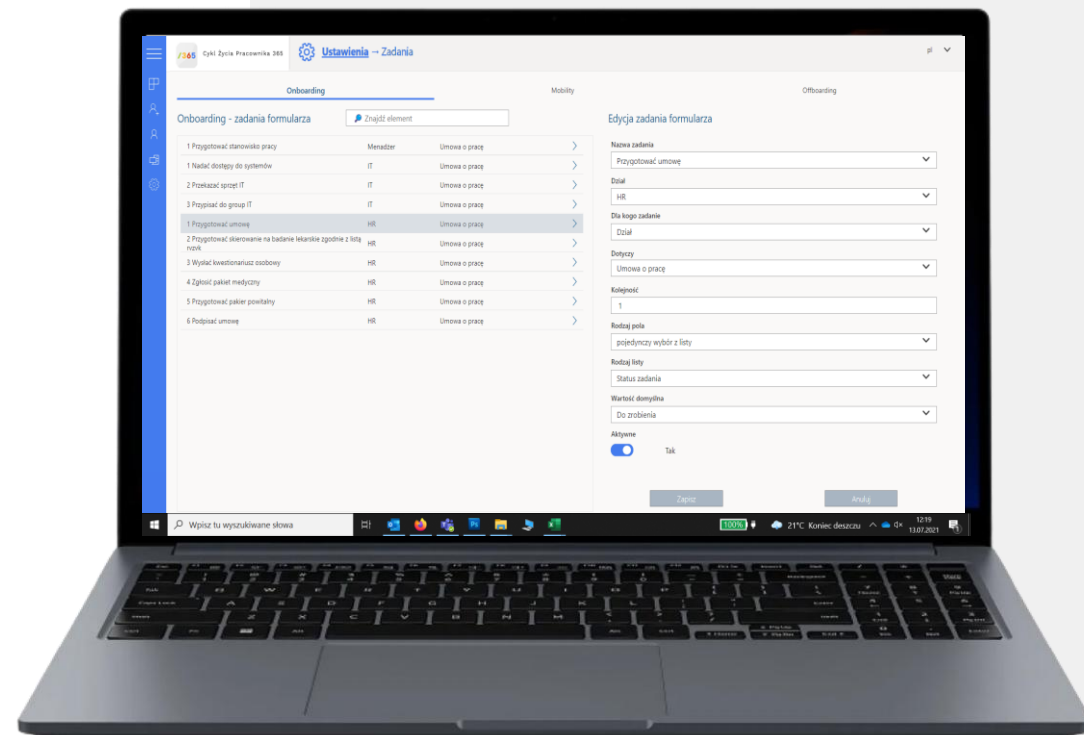 /365 Cykl Życia Pracownika 365 Ustawienia → Zadania pl
Onboarding Mobility Offboarding
Onboarding - zadania formularza
Znajdź element
1 Przygotować stanowisko pracy Menadżer Umowa o pracę
1 Nadać dostępy do systemów IT Umowa o pracę
2 Przekazać sprzęt IT IT Umowa o pracę
3 Przypisać do group IT IT Umowa o pracę
1 Przygotować umowę HR Umowa o pracę
2 Przygotować skierowanie na badanie lekarskie zgodnie z listą HR Umowa o pracę
3 Wysłać kwestionariusz osobowy HR Umowa o pracę
4 Zgłosić pakiet medyczny HR Umowa o pracę
5 Przygotować pakier powitalny HR Umowa o pracę
6 Podpisać umowę HR Umowa o pracę
Edycja zadania formularza
Nazwa zadania
Przygotować umowę
Dział
HR
Dla kogo zadanie
Dział
Dotyczy
Umowa o pracę
Kolejność
1
Rodzaj pola
pojedynczy wybór z listy
Rodzaj listy
Status zadania
Wartość domyślna
Do zrobienia
Aktywne
Tak
Zapisz Anuluj
Wpisz tu wyszukiwane słowa
100% 21°C Koniec deszczu 12:19
13.07.2021